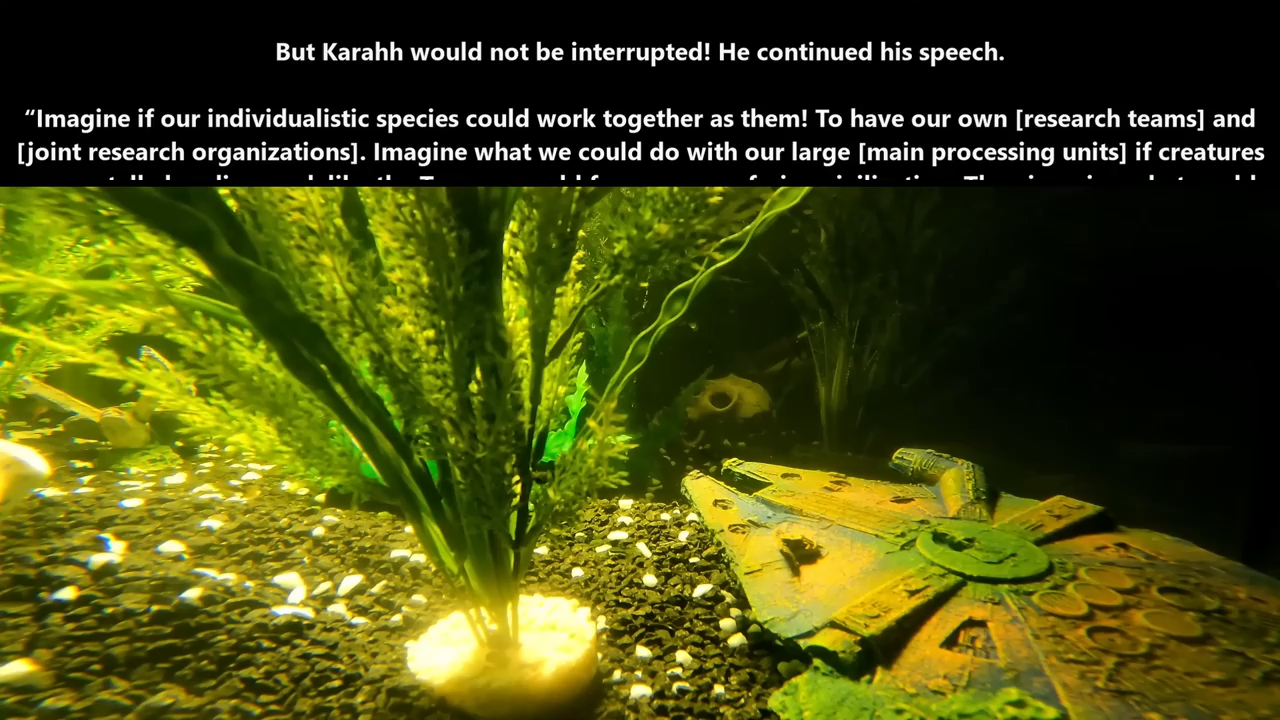 But Karahh would not be interrupted! He continued his speech.
“Imagine if our individualistic species could work together as them! To have our own [research teams] and
[joint research organizations]. Imagine what we could do with our large [main processing units] if creatures